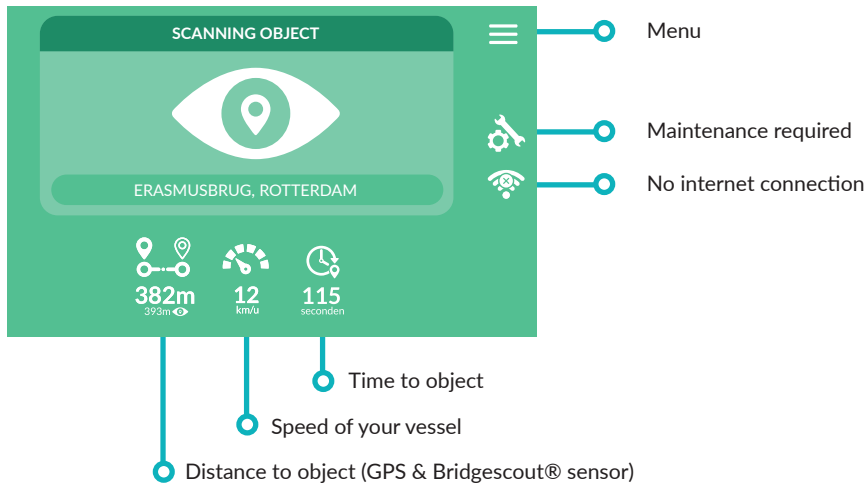 SCANNING OBJECT
Menu
Maintenance required
No internet connection
ERASMUSBRUG, ROTTERDAM
382m
393m
12
km/u
115
seconden
Time to object
Speed of your vessel
Distance to object (GPS & Bridgescout® sensor)